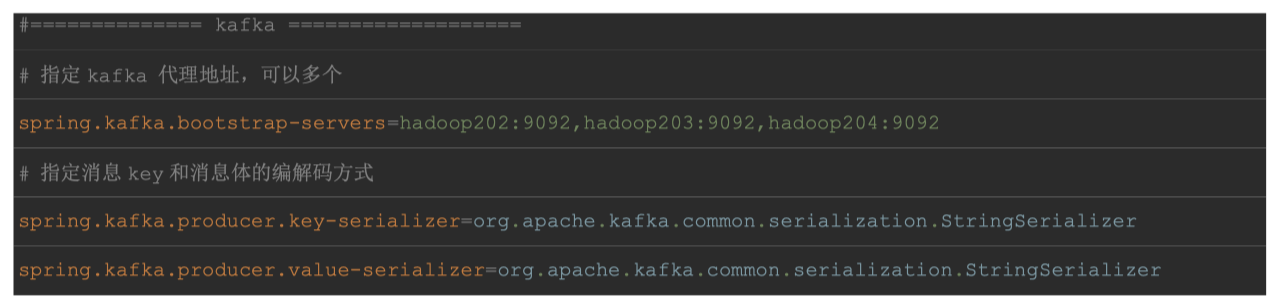 #============== kafka ===================
# 指定 kafka 代理地址，可以多个
spring.kafka.bootstrap-servers=hadoop202:9092,hadoop203:9092,hadoop204:9092
# 指定消息 key 和消息体的编解码方式
spring.kafka.producer.key-serializer=org.apache.kafka.common.serialization.StringSerializer
spring.kafka.producer.value-serializer=org.apache.kafka.common.serialization.StringSerializer